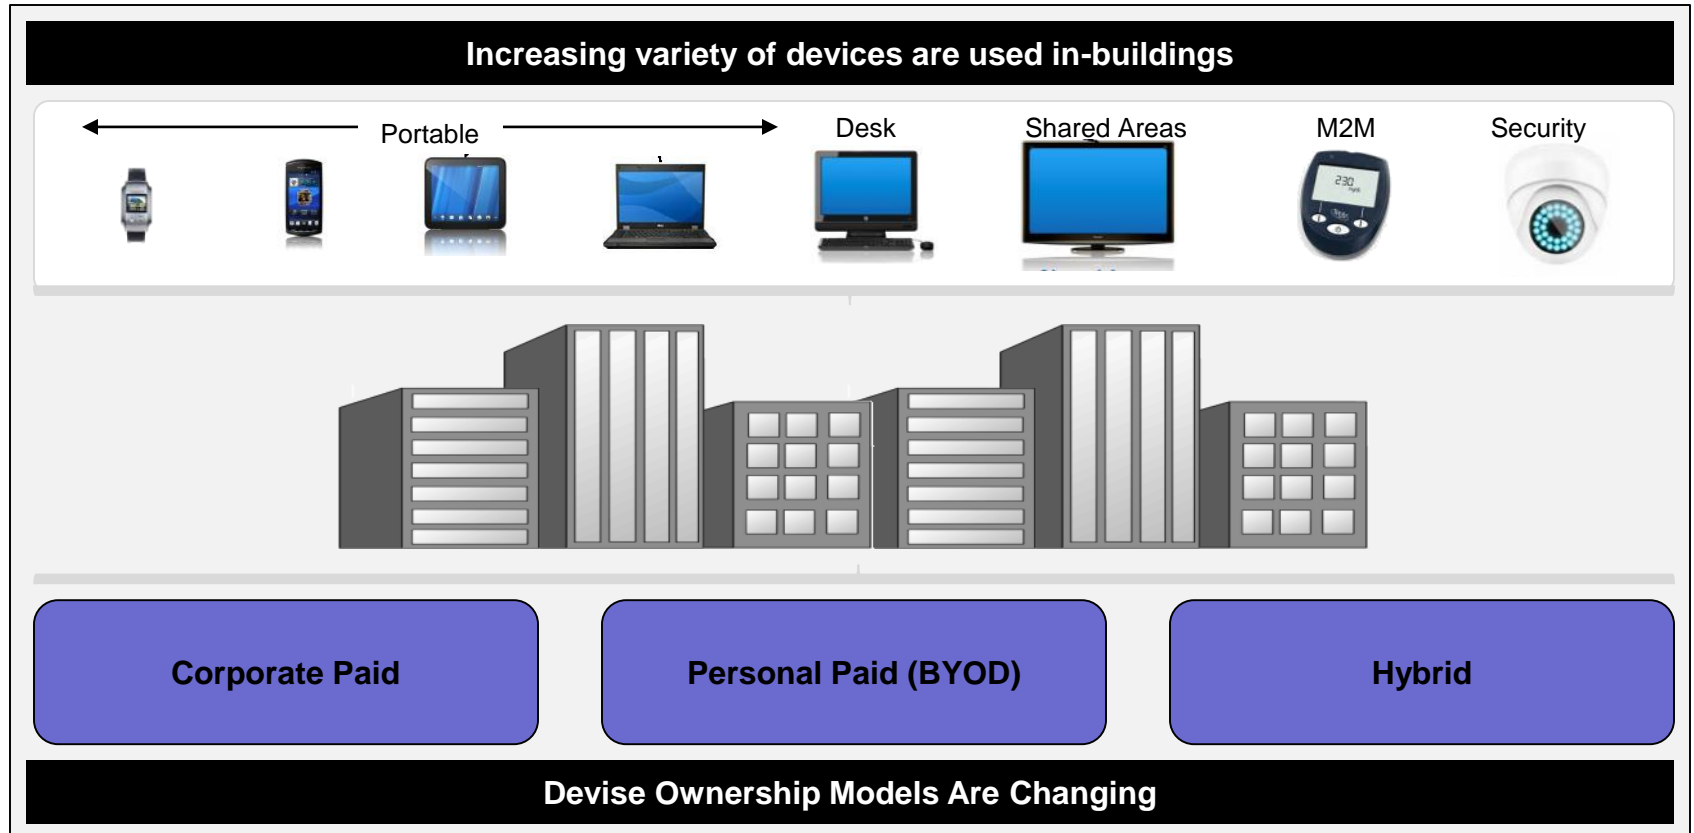 Increasing variety of devices are used in-buildings
Portable
Desk
Shared Areas
M2M
Security
230
Corporate Paid
Personal Paid (BYOD)
Hybrid
Devise Ownership Models Are Changing